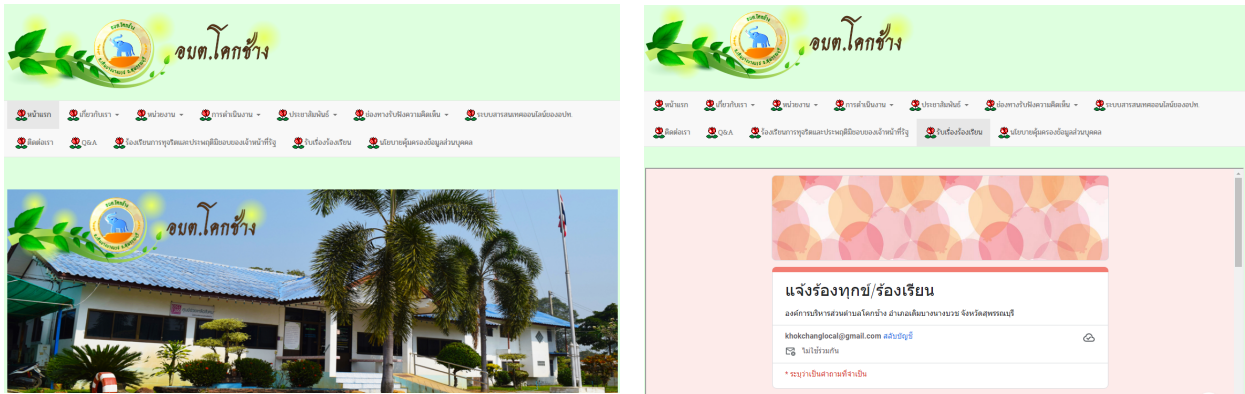 อบต.โคกช้าง
หน้าแรก เกี่ยวกับเรา หน่วยงาน การดำเนินงาน ประชาสัมพันธ์ ช่องทางรับฟังความคิดเห็น ระบบสารสนเทศออนไลน์ของอปท.
ติดต่อเรา Q&A ร้องเรียนการทุจริตและประพฤติมิชอบของเจ้าหน้าที่รัฐ รับเรื่องร้องเรียน นโยบายคุ้มครองข้อมูลส่วนบุคคล
อบต.โคกช้าง
อบต.โคกช้าง
หน้าแรก เกี่ยวกับเรา หน่วยงาน การดำเนินงาน ประชาสัมพันธ์ ช่องทางรับฟังความคิดเห็น ระบบสารสนเทศออนไลน์ของอปท.
ติดต่อเรา Q&A ร้องเรียนการทุจริตและประพฤติมิชอบของเจ้าหน้าที่รัฐ รับเรื่องร้องเรียน นโยบายคุ้มครองข้อมูลส่วนบุคคล
แจ้งร้องทุกข์/ร้องเรียน
องค์การบริหารส่วนตำบลโคกช้าง อำเภอเดิมบางนางบวช จังหวัดสุพรรณบุรี
khokchanglocal@gmail.com สลับบัญชี
ไม่ใช้ร่วมกัน
* ระบุว่าเป็นคำถามที่จำเป็น